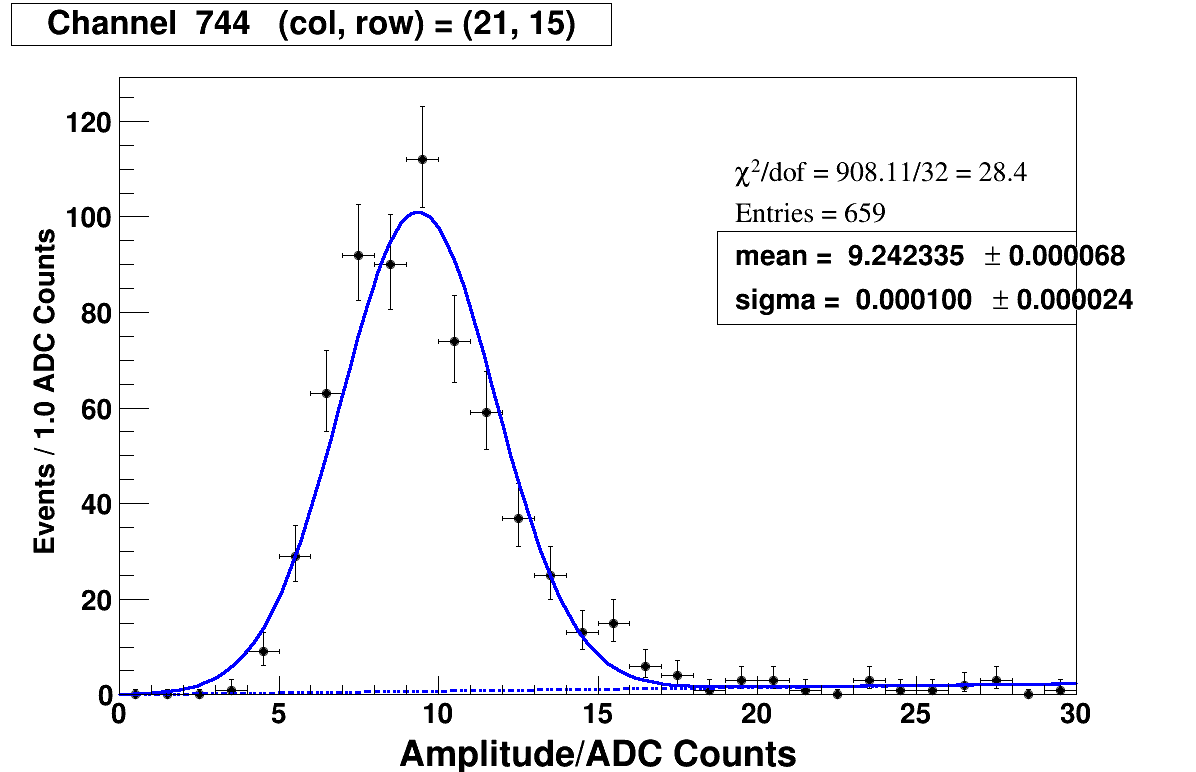 Channel 744 (col, row) = (21, 15)
Events / 1.0 ADC Counts
120
100
80
60
40
20
0
χ²/dof = 908.11/32 = 28.4
Entries = 659
mean = 9.242335 ± 0.000068
sigma = 0.000100 ± 0.000024
0 5 10 15 20 25 30
Amplitude/ADC Counts